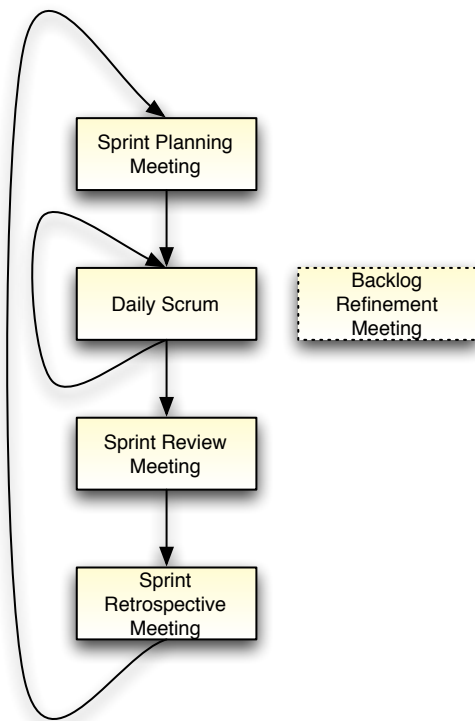 Sprint Planning
Meeting
Daily Scrum
Backlog
Refinement
Meeting
Sprint Review
Meeting
Sprint
Retrospective
Meeting